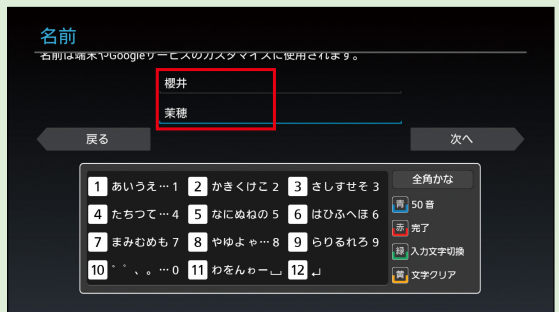 名前
名前は端末やGoogleサービスのカスタマイズに使用されます。
櫻井
茉穂
戻る
次へ
1 あいうえ…1 2 かきくけこ2 3 さしすせそ3
4 たちつて…4 5 なにぬねの5 6 はひふへほ6
7 まみむめも7 8 やゆよゃ…8 9 らりるれろ9
10 ゛゜、。…0 11 わをんゎー␣ 12 ↲
全角かな
青 50音
赤 完了
緑 入力文字切換
黄 文字クリア